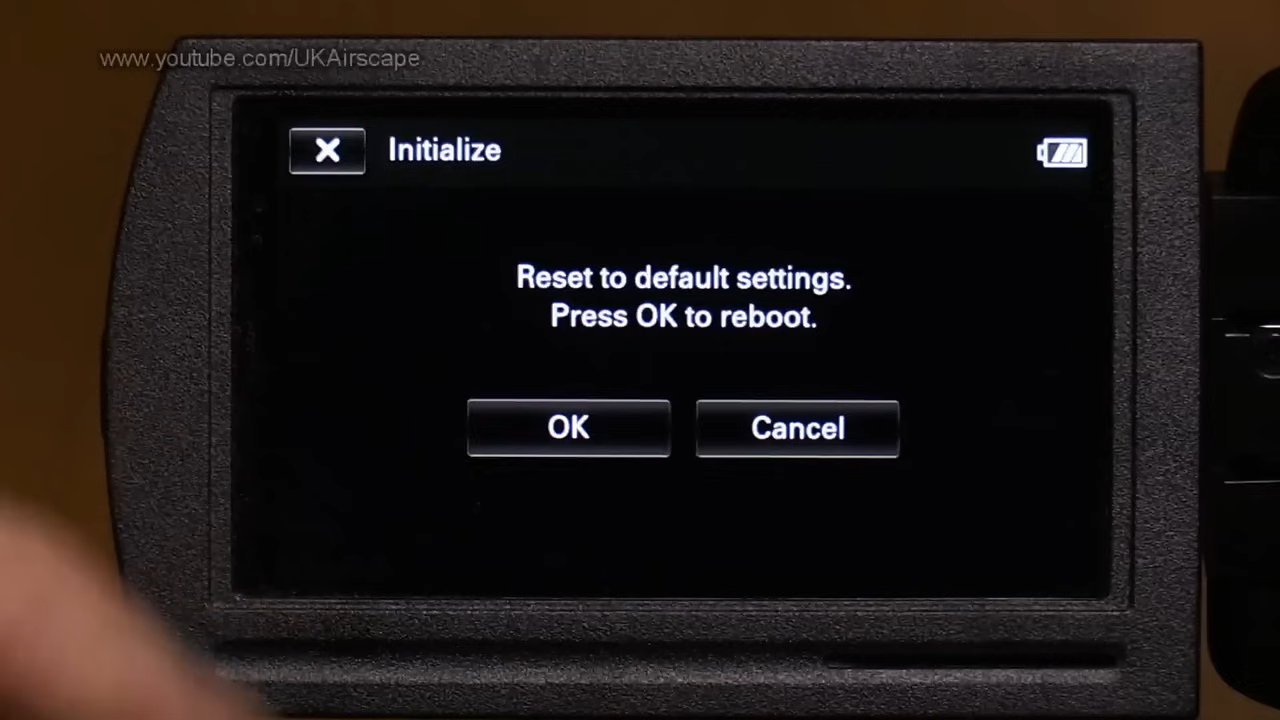 www.youtube.com/UKAirscape
Initialize
Reset to default settings.
Press OK to reboot.
OK
Cancel